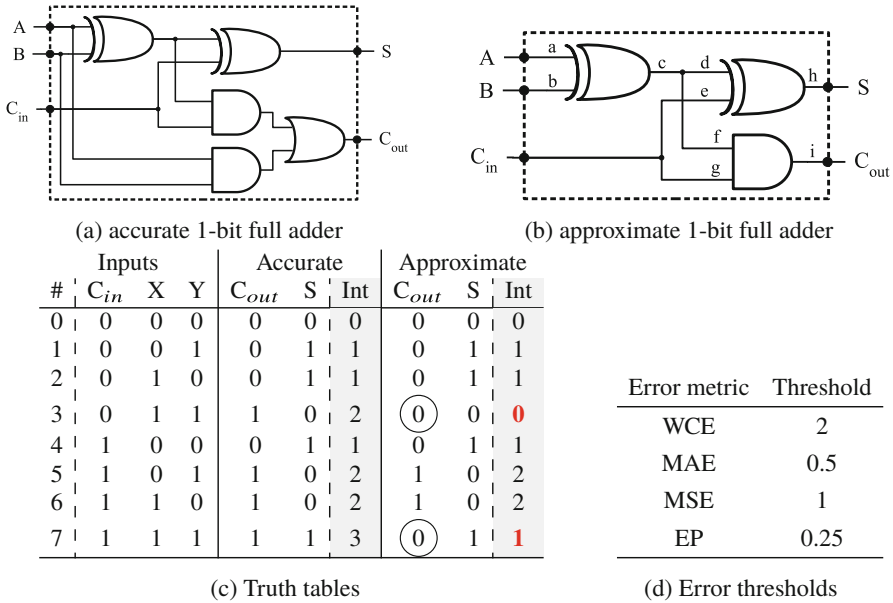 A
B
C_in
S
C_out
(a) accurate 1-bit full adder
A
B
C_in
a
b
c
d
e
f
g
h
i
S
C_out
(b) approximate 1-bit full adder
Inputs Accurate Approximate
# C_in X Y C_out S Int C_out S Int
0 0 0 0 0 0 0 0 0 0
1 0 0 1 0 1 1 0 1 1
2 0 1 0 0 1 1 0 1 1
3 0 1 1 1 0 2 0 0 0
4 1 0 0 0 1 1 0 1 1
5 1 0 1 1 0 2 1 0 2
6 1 1 0 1 0 2 1 0 2
7 1 1 1 1 1 3 0 1 1
(c) Truth tables
Error metric Threshold
WCE 2
MAE 0.5
MSE 1
EP 0.25
(d) Error thresholds